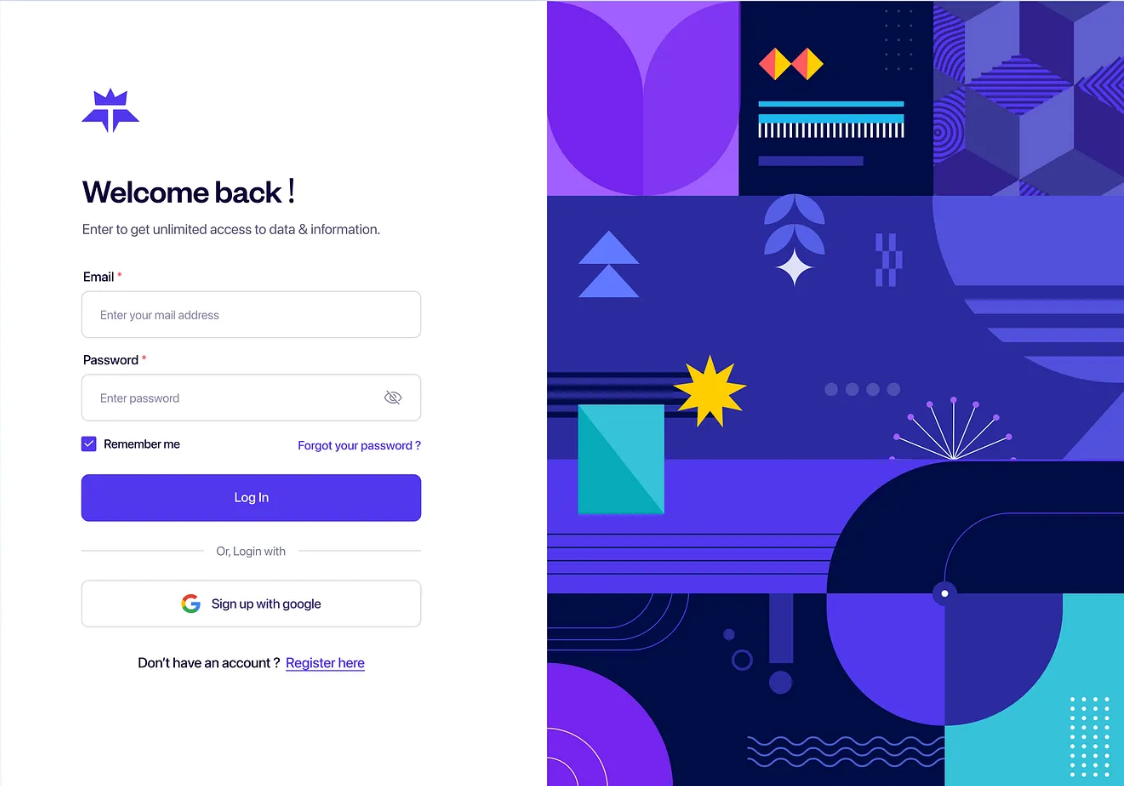 Welcome back !
Enter to get unlimited access to data & information.
Email *
Enter your mail address
Password *
Enter password
Remember me
Forgot your password ?
Log In
Or, Login with
Sign up with google
Don't have an account ? Register here